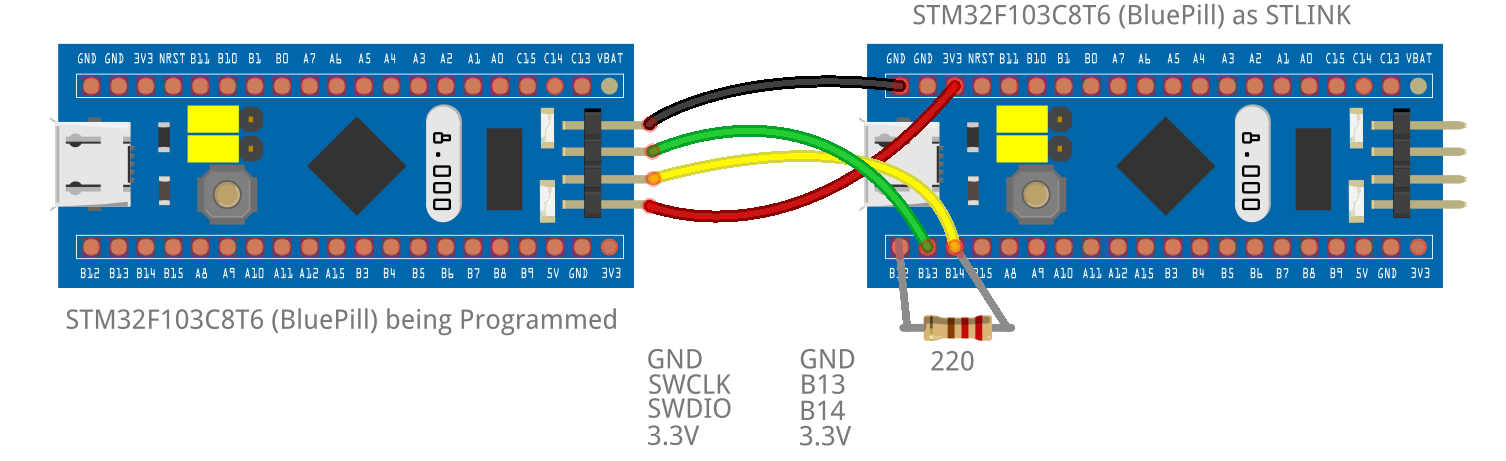 STM32F103C8T6 (BluePill) as STLINK
GND GND 3V3 NRST B11 B10 B1 B0 A7 A6 A5 A4 A3 A2 A1 A0 C15 C14 C13 VBAT
GND GND 3V3 NRST B11 B10 B1 B0 A7 A6 A5 A4 A3 A2 A1 A0 C15 C14 C13 VBAT
8.000
8.000
B12 B13 B14 B15 A8 A9 A10 A11 A12 A15 B3 B4 B5 B6 B7 B8 B9 5V GND 3V3
B12 B13 B14 B15 A8 A9 A10 A11 A12 A15 B3 B4 B5 B6 B7 B8 B9 5V GND 3V3
STM32F103C8T6 (BluePill) being Programmed
220
GND GND
SWCLK B13
SWDIO B14
3.3V 3.3V